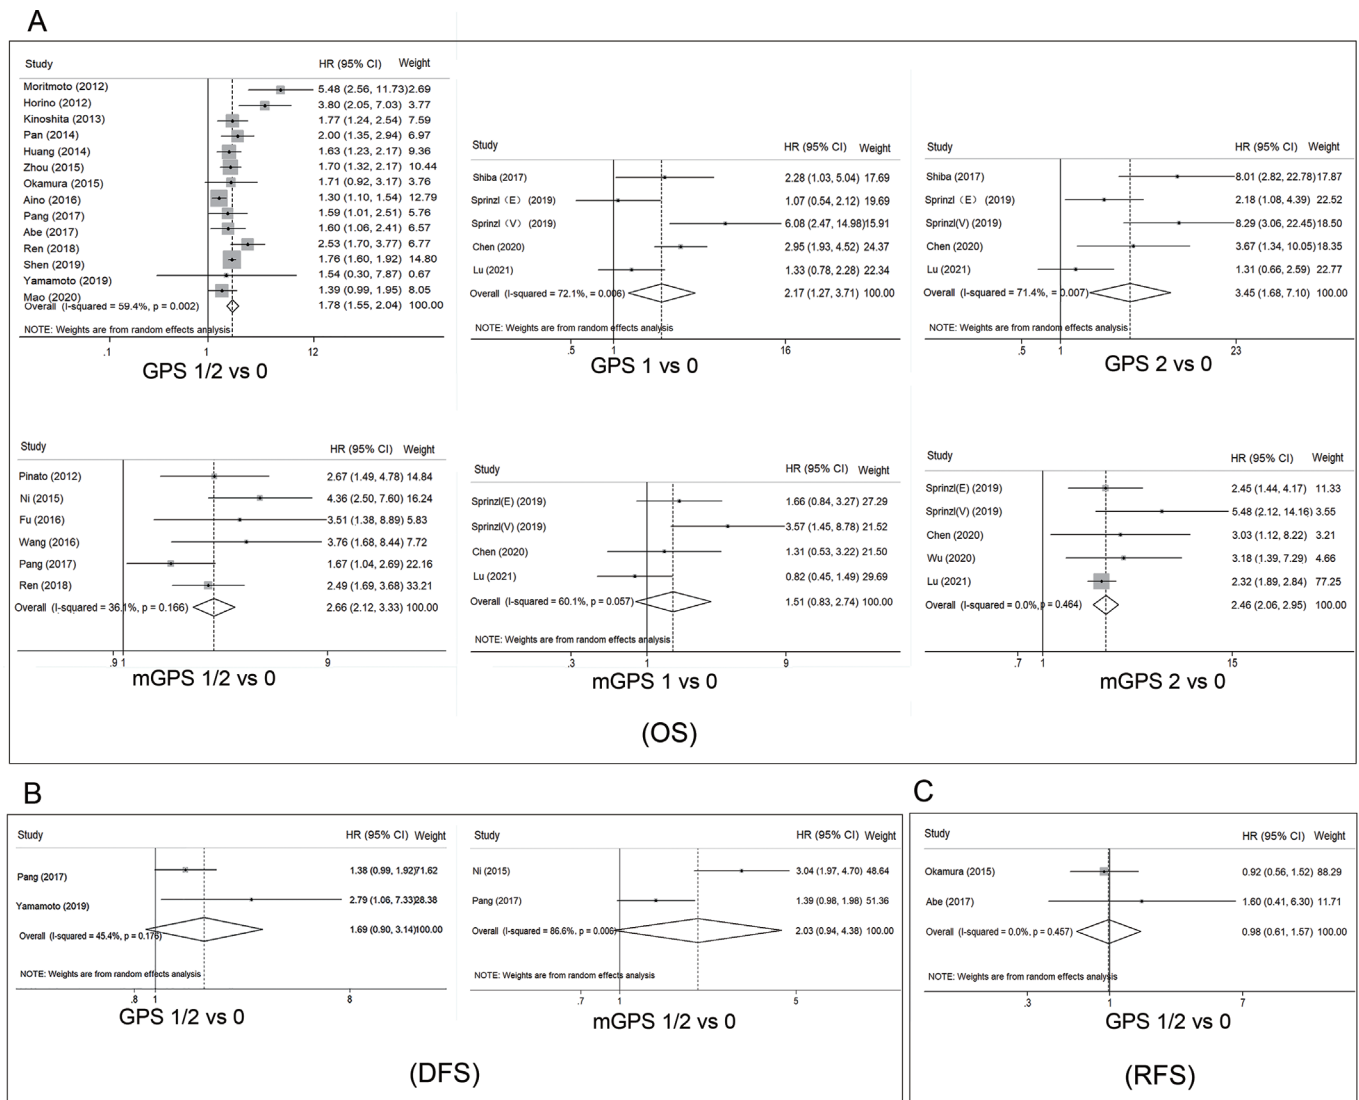 A
Study HR (95% CI) Weight
Moritmoto (2012) 5.48 (2.56, 11.73) 2.69
Horino (2012) 3.80 (2.05, 7.03) 3.77
Kinoshita (2013) 1.77 (1.24, 2.54) 7.59
Pan (2014) 2.00 (1.35, 2.94) 6.97
Huang (2014) 1.63 (1.23, 2.17) 9.36
Zhou (2015) 1.70 (1.32, 2.17) 10.44
Okamura (2015) 1.71 (0.92, 3.17) 3.76
Aino (2016) 1.30 (1.10, 1.54) 12.79
Pang (2017) 1.59 (1.01, 2.51) 5.76
Abe (2017) 1.60 (1.06, 2.41) 6.57
Ren (2018) 2.53 (1.70, 3.77) 6.77
Shen (2019) 1.76 (1.60, 1.92) 14.80
Yamamoto (2019) 1.54 (0.30, 7.87) 0.67
Mao (2020) 1.39 (0.99, 1.95) 8.05
Overall (I-squared = 59.4%, p = 0.002) 1.78 (1.55, 2.04) 100.00
NOTE: Weights are from random effects analysis
.1 1 12
GPS 1/2 vs 0
Study HR (95% CI) Weight
Shiba (2017) 2.28 (1.03, 5.04) 17.69
Sprinzl（E）(2019) 1.07 (0.54, 2.12) 19.69
Sprinzl（V）(2019) 6.08 (2.47, 14.98) 15.91
Chen (2020) 2.95 (1.93, 4.52) 24.37
Lu (2021) 1.33 (0.78, 2.28) 22.34
Overall (I-squared = 72.1%, = 0.006) 2.17 (1.27, 3.71) 100.00
NOTE: Weights are from random effects analysis
.5 1 16
GPS 1 vs 0
Study HR (95% CI) Weight
Shiba (2017) 8.01 (2.82, 22.78) 17.87
Sprinzl（E）(2019) 2.18 (1.08, 4.39) 22.52
Sprinzl(V) (2019) 8.29 (3.06, 22.45) 18.50
Chen (2020) 3.67 (1.34, 10.05) 18.35
Lu (2021) 1.31 (0.66, 2.59) 22.77
Overall (I-squared = 71.4%, = 0.007) 3.45 (1.68, 7.10) 100.00
NOTE: Weights are from random effects analysis
.5 1 23
GPS 2 vs 0
Study HR (95% CI) Weight
Pinato (2012) 2.67 (1.49, 4.78) 14.84
Ni (2015) 4.36 (2.50, 7.60) 16.24
Fu (2016) 3.51 (1.38, 8.89) 5.83
Wang (2016) 3.76 (1.68, 8.44) 7.72
Pang (2017) 1.67 (1.04, 2.69) 22.16
Ren (2018) 2.49 (1.69, 3.68) 33.21
Overall (I-squared = 36.1%, p = 0.166) 2.66 (2.12, 3.33) 100.00
.9 1 9
mGPS 1/2 vs 0
Study HR (95% CI) Weight
Sprinzl(E) (2019) 1.66 (0.84, 3.27) 27.29
Sprinzl(V) (2019) 3.57 (1.45, 8.78) 21.52
Chen (2020) 1.31 (0.53, 3.22) 21.50
Lu (2021) 0.82 (0.45, 1.49) 29.69
Overall (I-squared = 60.1%, p = 0.057) 1.51 (0.83, 2.74) 100.00
NOTE: Weights are from random effects analysis
.3 1 9
mGPS 1 vs 0
Study HR (95% CI) Weight
Sprinzl(E) (2019) 2.45 (1.44, 4.17) 11.33
Sprinzl(V) (2019) 5.48 (2.12, 14.16) 3.55
Chen (2020) 3.03 (1.12, 8.22) 3.21
Wu (2020) 3.18 (1.39, 7.29) 4.66
Lu (2021) 2.32 (1.89, 2.84) 77.25
Overall (I-squared = 0.0%, p = 0.464) 2.46 (2.06, 2.95) 100.00
.7 1 15
mGPS 2 vs 0
(OS)
B
Study HR (95% CI) Weight
Pang (2017) 1.38 (0.99, 1.92) 71.62
Yamamoto (2019) 2.79 (1.06, 7.33) 28.38
Overall (I-squared = 45.4%, p = 0.176) 1.69 (0.90, 3.14) 100.00
NOTE: Weights are from random effects analysis
.8 1 8
GPS 1/2 vs 0
Study HR (95% CI) Weight
Ni (2015) 3.04 (1.97, 4.70) 48.64
Pang (2017) 1.39 (0.98, 1.98) 51.36
Overall (I-squared = 86.6%, p = 0.006) 2.03 (0.94, 4.38) 100.00
NOTE: Weights are from random effects analysis
.7 1 5
mGPS 1/2 vs 0
(DFS)
C
Study HR (95% CI) Weight
Okamura (2015) 0.92 (0.56, 1.52) 88.29
Abe (2017) 1.60 (0.41, 6.30) 11.71
Overall (I-squared = 0.0%, p = 0.457) 0.98 (0.61, 1.57) 100.00
NOTE: Weights are from random effects analysis
.3 1 7
GPS 1/2 vs 0
(RFS)